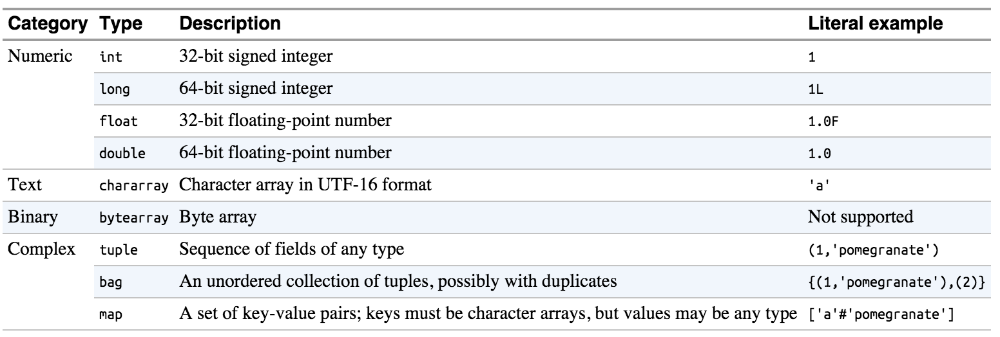 Category Type Description Literal example
Numeric int 32-bit signed integer 1
long 64-bit signed integer 1L
float 32-bit floating-point number 1.0F
double 64-bit floating-point number 1.0
Text chararray Character array in UTF-16 format 'a'
Binary bytearray Byte array Not supported
Complex tuple Sequence of fields of any type (1,'pomegranate')
bag An unordered collection of tuples, possibly with duplicates {(1,'pomegranate'),(2)}
map A set of key-value pairs; keys must be character arrays, but values may be any type ['a'#'pomegranate']